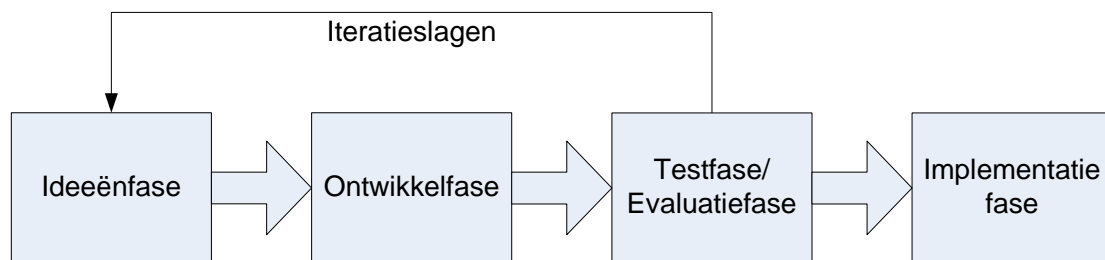 Iteratieslagen
Ideeënfase
Ontwikkelfase
Testfase/
Evaluatiefase
Implementatie
fase